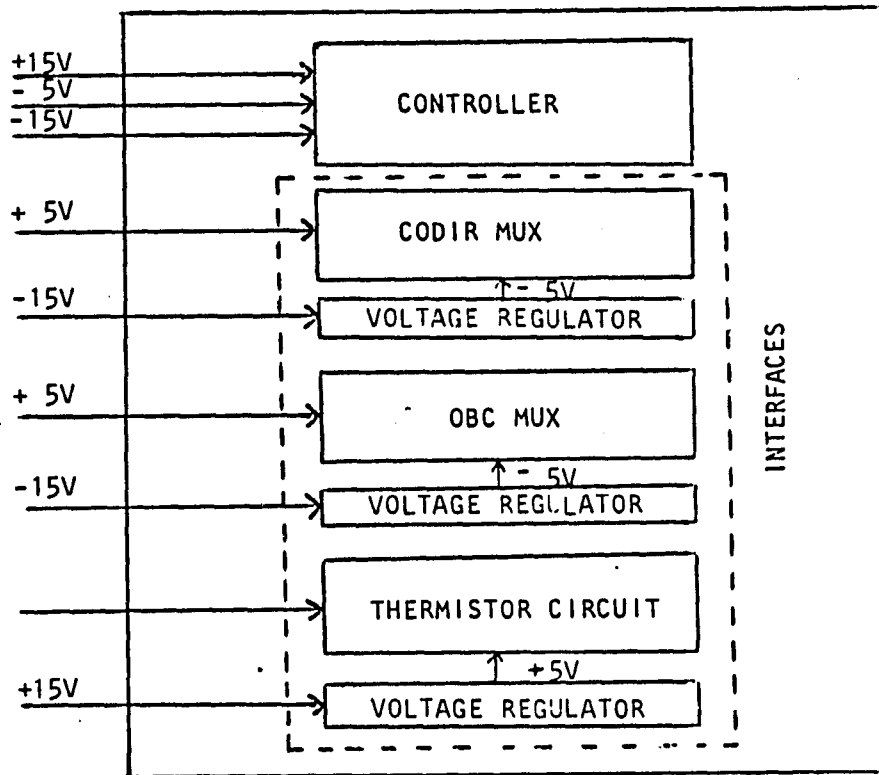 +15V
- 5V
-15V
CONTROLLER
+ 5V
CODIR MUX
- 5V
-15V
VOLTAGE REGULATOR
+ 5V
OBC MUX
- 5V
-15V
VOLTAGE REGULATOR
THERMISTOR CIRCUIT
+5V
+15V
VOLTAGE REGULATOR
INTERFACES